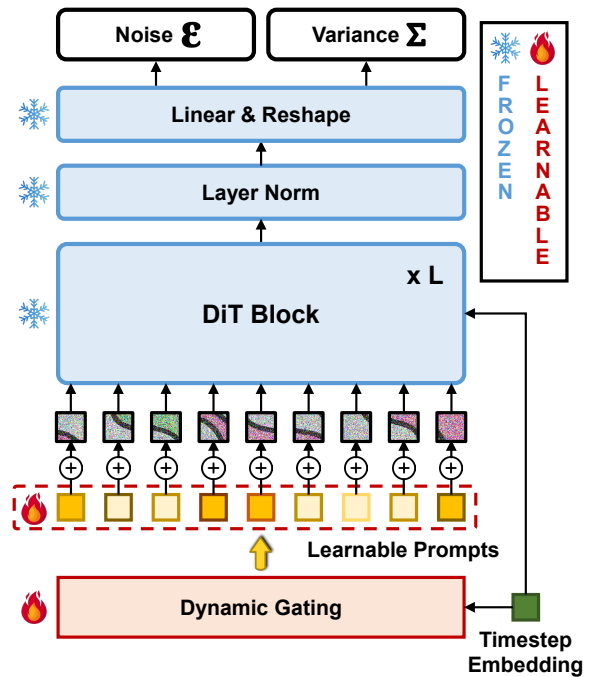 Noise ε
Variance Σ
FROZEN
LEARNABLE
Linear & Reshape
Layer Norm
x L
DiT Block
+ + + + + + + + +
Learnable Prompts
Dynamic Gating
Timestep
Embedding